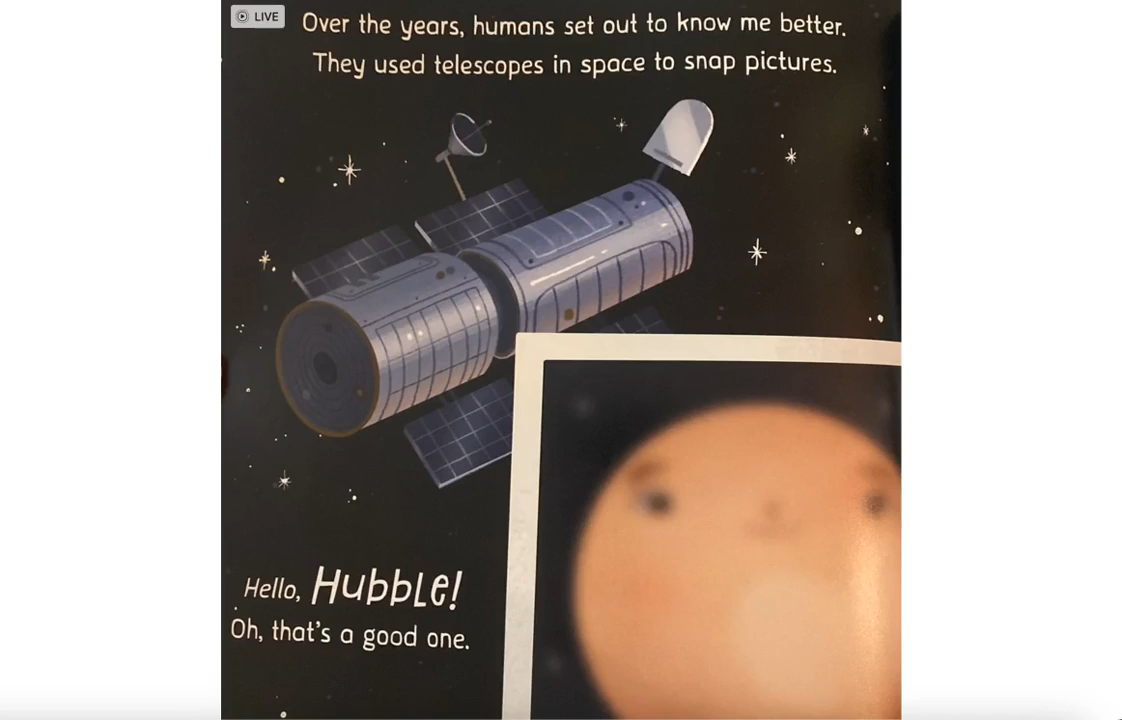 LIVE
Over the years, humans set out to know me better.
They used telescopes in space to snap pictures.
Hello, Hubble!
Oh, that's a good one.